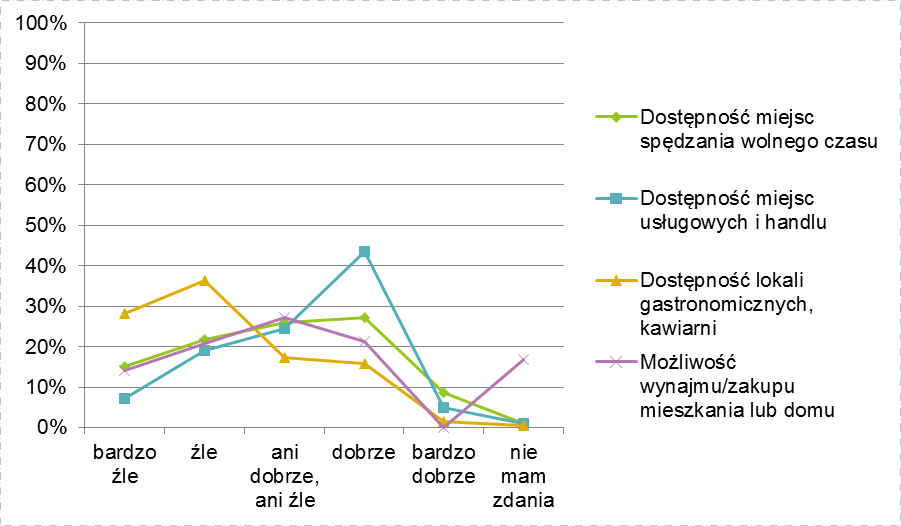 100%
90%
80%
70%
60%
50%
40%
30%
20%
10%
0%
bardzo
źle
źle
ani
dobrze,
ani źle
dobrze
bardzo
dobrze
nie
mam
zdania
Dostępność miejsc
spędzania wolnego czasu
Dostępność miejsc
usługowych i handlu
Dostępność lokali
gastronomicznych,
kawiarni
Możliwość
wynajmu/zakupu
mieszkania lub domu